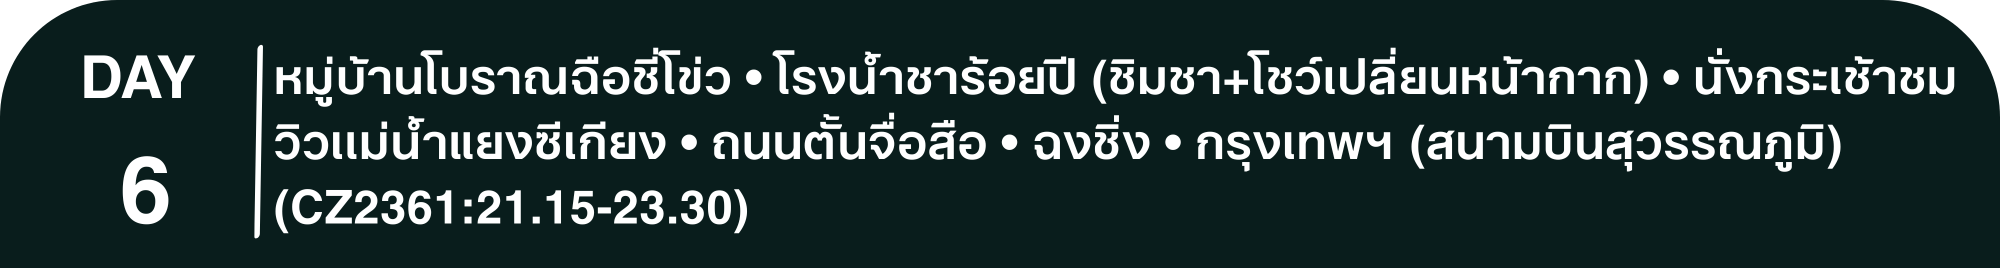 DAY
6
หมู่บ้านโบราณฉือชี่โข่ว • โรงน้ำชาร้อยปี (ชิมชา+โชว์เปลี่ยนหน้ากาก) • นั่งกระเช้าชม
วิวแม่น้ำแยงซีเกียง • ถนนตั้นจื่อสือ • ฉงชิ่ง • กรุงเทพฯ (สนามบินสุวรรณภูมิ)
(CZ2361:21.15-23.30)